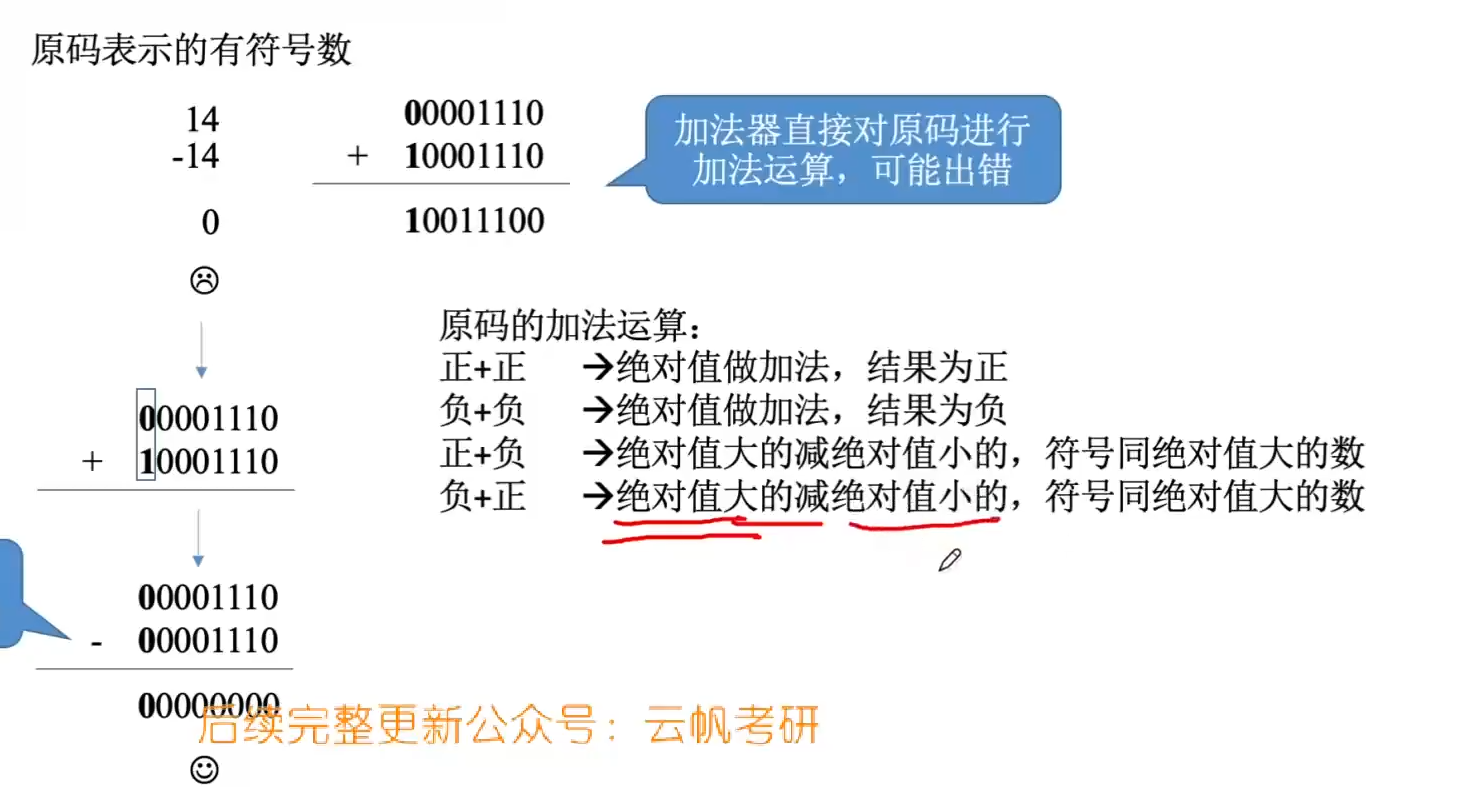 原码表示的有符号数
14
-14
0
00001110
+ 10001110
10011100
加法器直接对原码进行
加法运算，可能出错
00001110
+ 10001110
00001110
- 00001110
00000000
原码的加法运算：
正+正 →绝对值做加法，结果为正
负+负 →绝对值做加法，结果为负
正+负 →绝对值大的减绝对值小的，符号同绝对值大的数
负+正 →绝对值大的减绝对值小的，符号同绝对值大的数
后续完整更新公众号：云帆考研